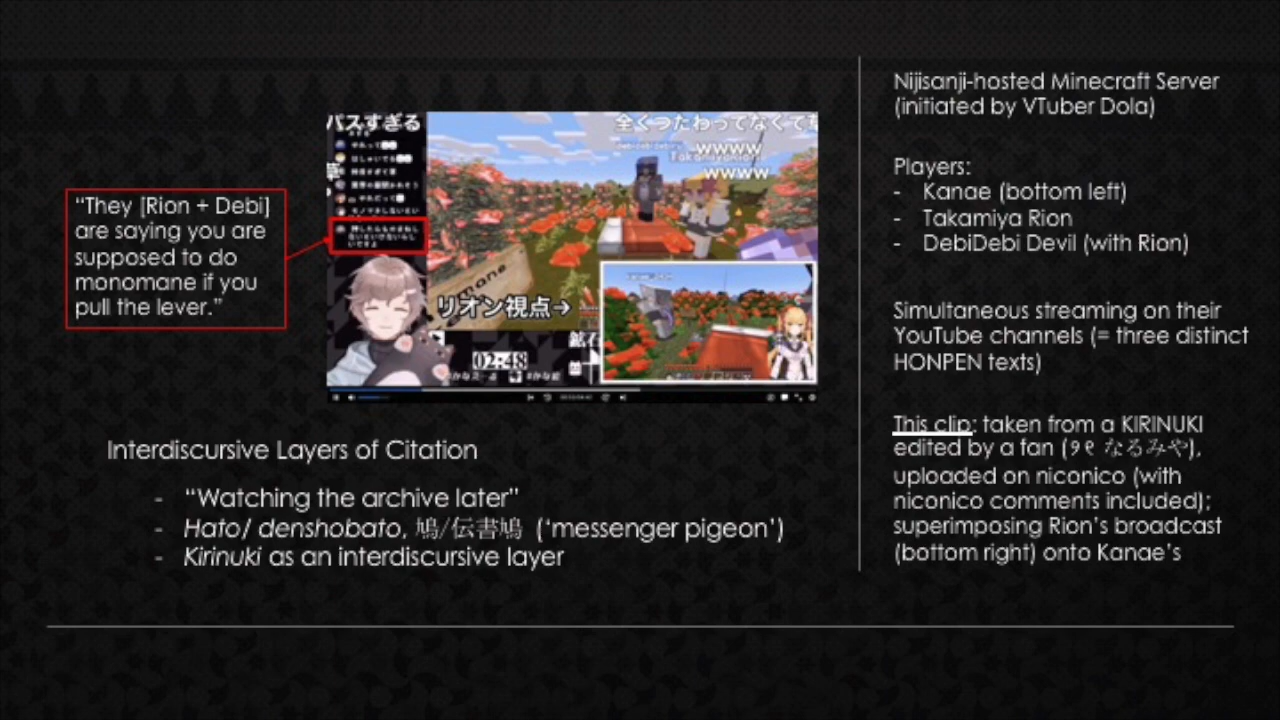 “They [Rion + Debi]
are saying you are
supposed to do
monomane if you
pull the lever.”
パスすぎる
全くつたわってなくても
wwww
wwww
リオン視点→
02:48
鉱石
Interdiscursive Layers of Citation
- “Watching the archive later”
- Hato/ denshobato, 鳩/伝書鳩 (‘messenger pigeon’)
- Kirinuki as an interdiscursive layer
Nijisanji-hosted Minecraft Server
(initiated by VTuber Dola)
Players:
- Kanae (bottom left)
- Takamiya Rion
- DebiDebi Devil (with Rion)
Simultaneous streaming on their
YouTube channels (= three distinct
HONPEN texts)
This clip: taken from a KIRINUKI
edited by a fan (୨୧ なるみや),
uploaded on niconico (with
niconico comments included);
superimposing Rion’s broadcast
(bottom right) onto Kanae’s